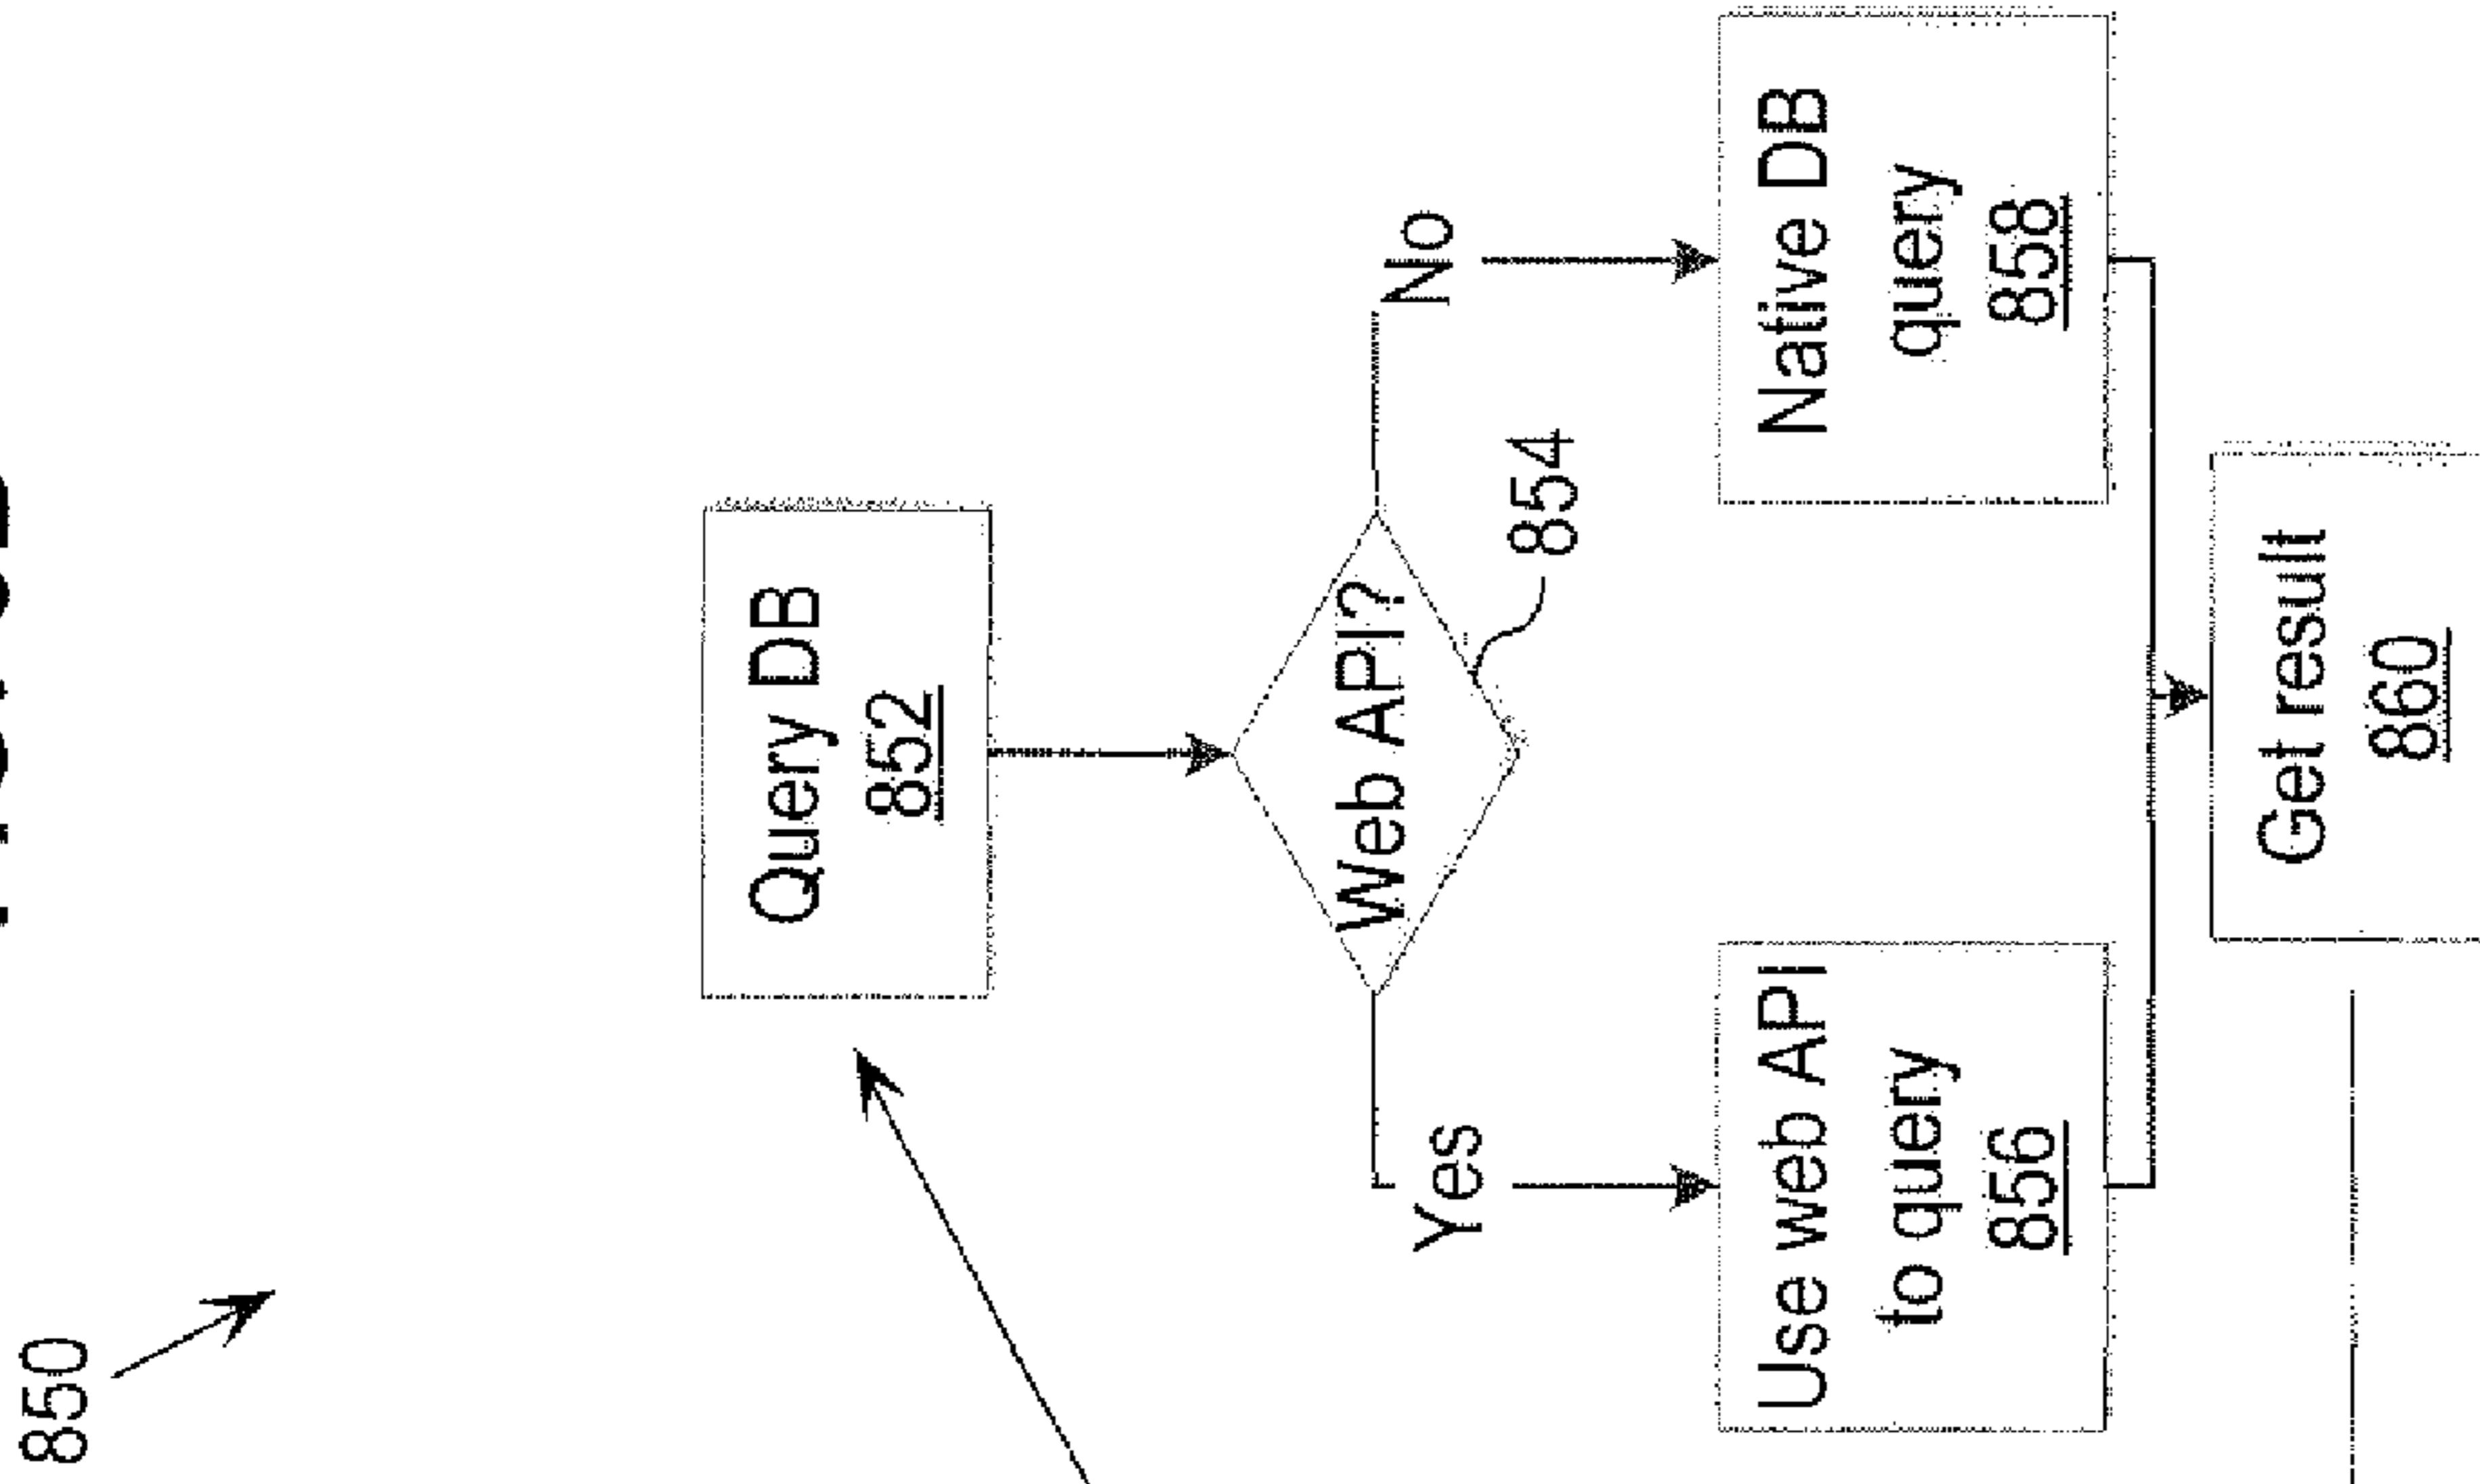 850
Query DB
852
Web API?
854
Yes
No
Use web API
to query
856
Native DB
query
858
Get result
860